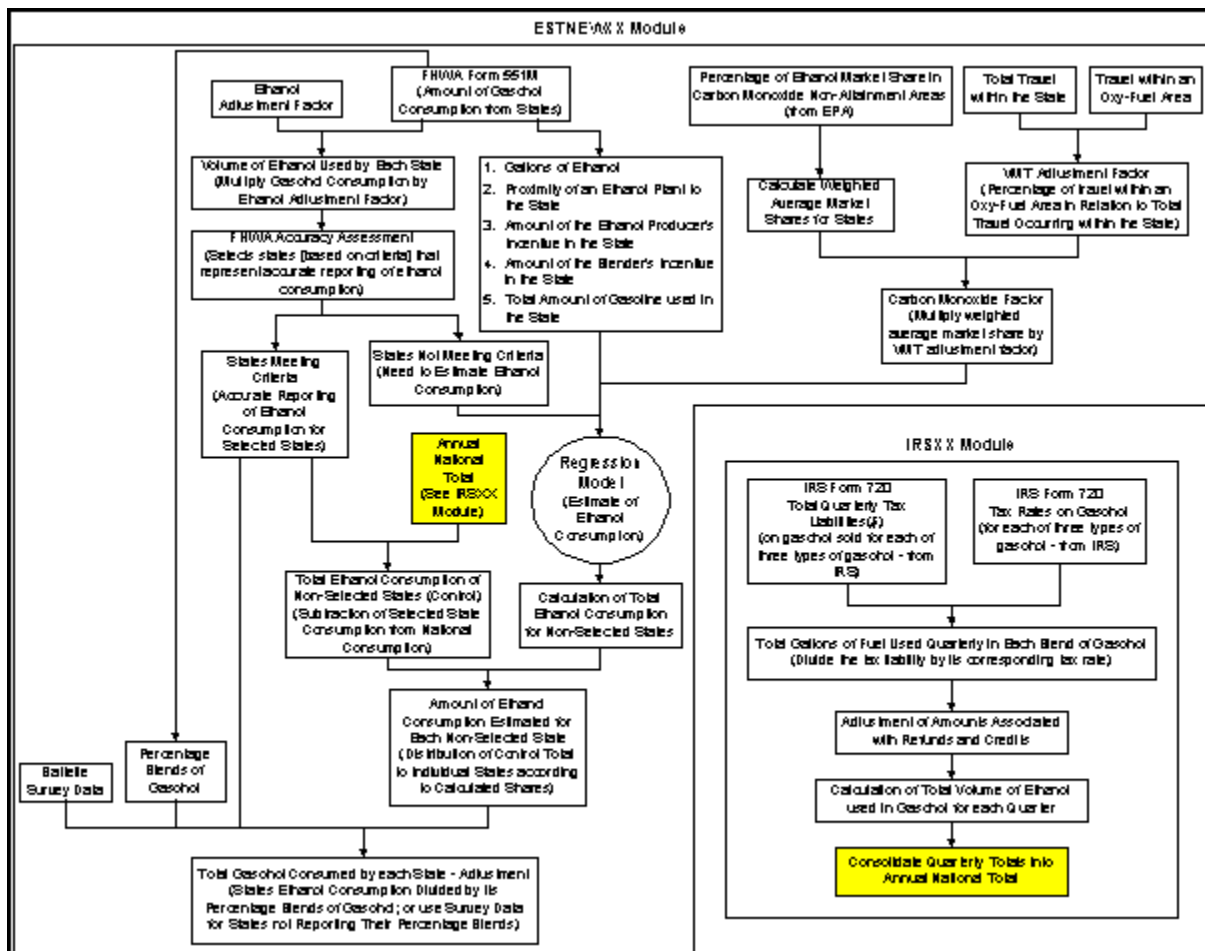 ESTNEWXX Module
Ethanol
Adjustment Factor
FHWA Form 551M
(Amount of Gasohol
Consumption from States)
Percentage of Ethanol Market Share in
Carbon Monoxide Non-Attainment Areas
(from EPA)
Total Travel
within the State
Travel within an
Oxy-Fuel Area
Volume of Ethanol Used by Each State
(Multiply Gasohol Consumption by
Ethanol Adjustment Factor)
1. Gallons of Ethanol
2. Proximity of an Ethanol Plant to
the State
3. Amount of the Ethanol Producer's
Incentive in the State
4. Amount of the Blender's Incentive
in the State
5. Total Amount of Gasoline used in
the State
Calculate Weighted
Average Market
Shares for States
VMT Adjustment Factor
(Percentage of travel within an
Oxy-Fuel Area in Relation to Total
Travel Occurring within the State)
FHWA Accuracy Assessment
(Selects states [based on criteria] that
represent accurate reporting of ethanol
consumption)
Carbon Monoxide Factor
(Multiply weighted
average market share by
VMT adjustment factor)
States Meeting
Criteria
(Accurate Reporting
of Ethanol
Consumption for
Selected States)
States Not Meeting Criteria
(Need to Estimate Ethanol
Consumption)
Annual
National
Total
(See IRSXX
Module)
Regression
Model
(Estimate of
Ethanol
Consumption)
Total Ethanol Consumption of
Non-Selected States (Control)
(Subtraction of Selected State
Consumption from National
Consumption)
Calculation of Total
Ethanol Consumption
for Non-Selected States
Amount of Ethanol
Consumption Estimated for
Each Non-Selected State
(Distribution of Control Total
to Individual States according
to Calculated Shares)
Battelle
Survey Data
Percentage
Blends of
Gasohol
Total Gasohol Consumed by each State - Adjustment
(States Ethanol Consumption Divided by its
Percentage Blends of Gasohol; or use Survey Data
for States not Reporting Their Percentage Blends)
IRSXX Module
IRS Form 720
Total Quarterly Tax
Liabilities($)
(on gasohol sold for each of
three types of gasohol - from
IRS)
IRS Form 720
Tax Rates on Gasohol
(for each of three types of
gasohol - from IRS)
Total Gallons of Fuel Used Quarterly in Each Blend of Gasohol
(Divide the tax liability by its corresponding tax rate)
Adjustment of Amounts Associated
with Refunds and Credits
Calculation of Total Volume of Ethanol
used in Gasohol for each Quarter
Consolidate Quarterly Totals into
Annual National Total